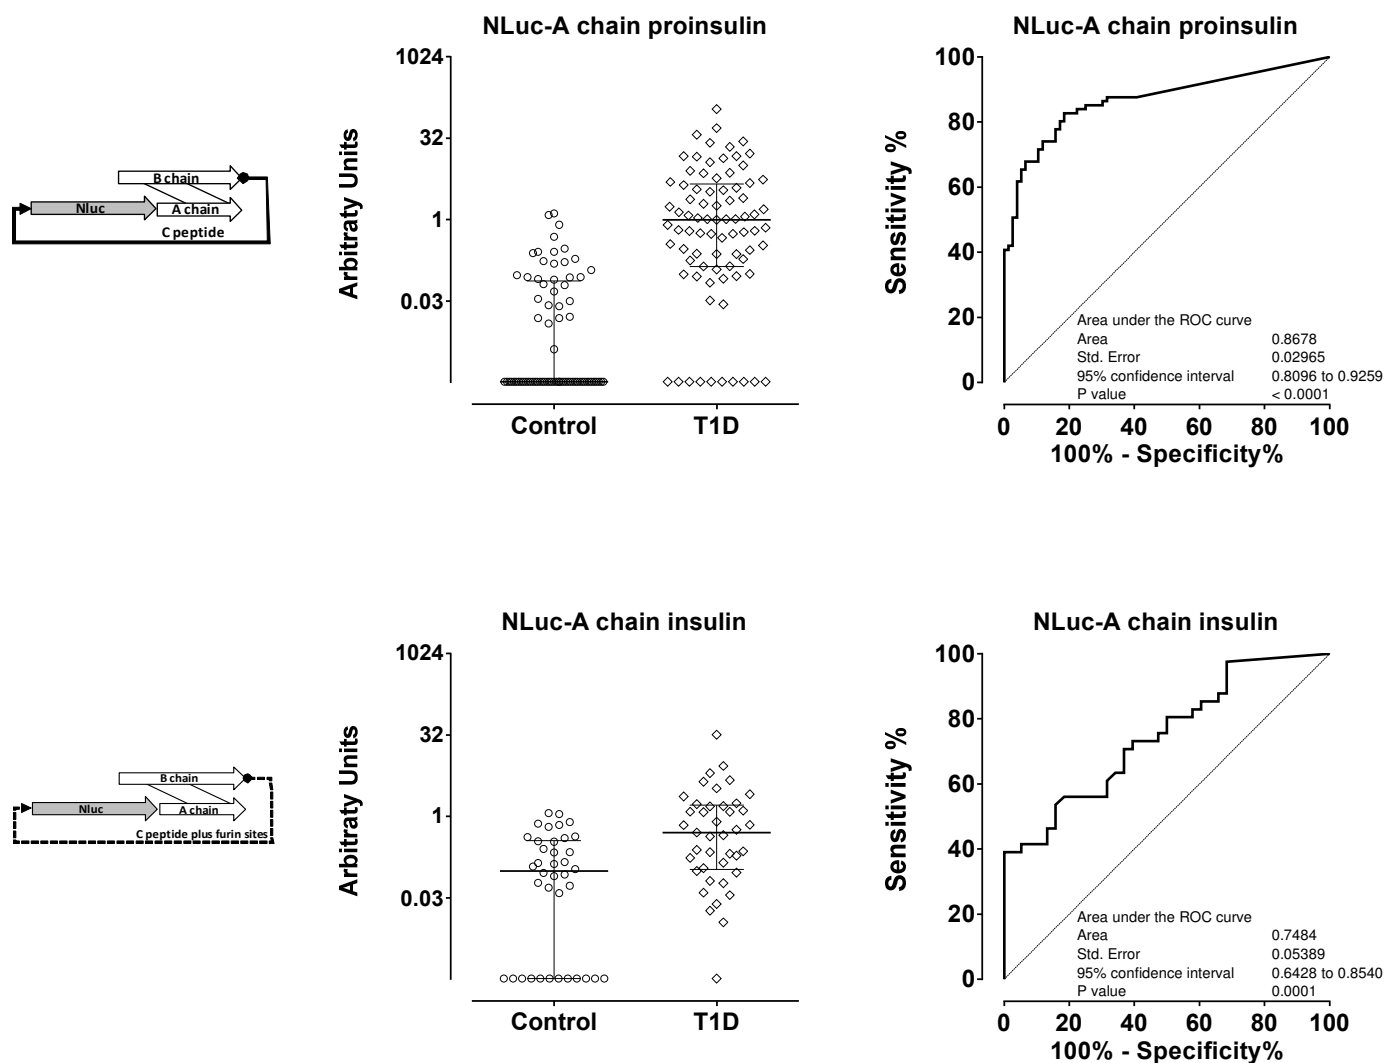 NLuc-A chain proinsulin
NLuc-A chain proinsulin
B chain
Nluc
A chain
C peptide
Arbitraty Units
1024
32
1
0.03
Control
T1D
Sensitivity %
100
80
60
40
20
0
Area under the ROC curve
Area 0.8678
Std. Error 0.02965
95% confidence interval 0.8096 to 0.9259
P value < 0.0001
0 20 40 60 80 100
100% - Specificity%
NLuc-A chain insulin
NLuc-A chain insulin
B chain
Nluc
A chain
C peptide plus furin sites
Arbitraty Units
1024
32
1
0.03
Control
T1D
Sensitivity %
100
80
60
40
20
0
Area under the ROC curve
Area 0.7484
Std. Error 0.05389
95% confidence interval 0.6428 to 0.8540
P value 0.0001
0 20 40 60 80 100
100% - Specificity%